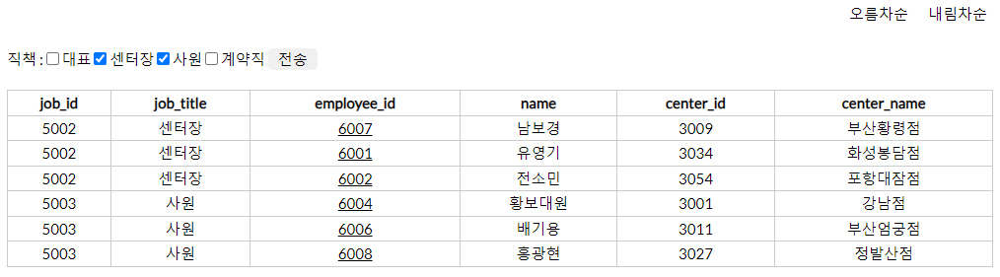 오름차순 내림차순
직책 : 대표 센터장 사원 계약직 전송
job_id job_title employee_id name center_id center_name
5002 센터장 6007 남보경 3009 부산황령점
5002 센터장 6001 유영기 3034 화성봉담점
5002 센터장 6002 전소민 3054 포항대잠점
5003 사원 6004 황보대원 3001 강남점
5003 사원 6006 배기용 3011 부산엄궁점
5003 사원 6008 홍광현 3027 정발산점